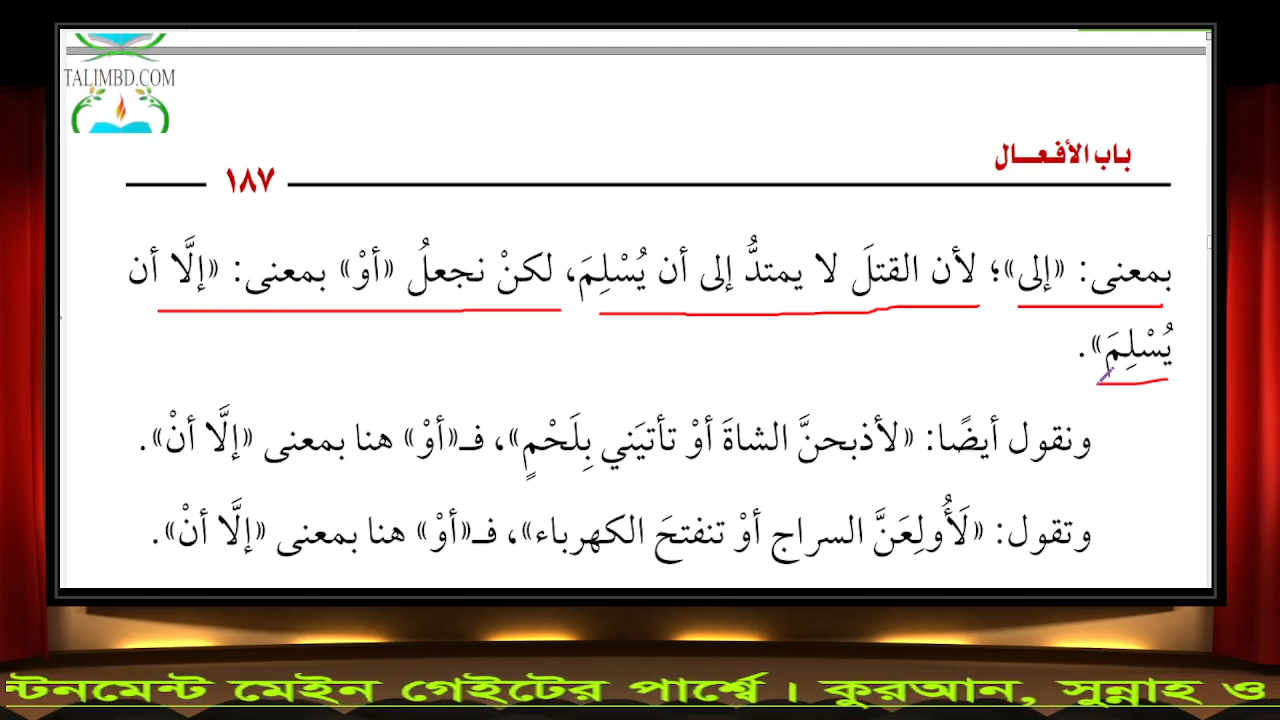 TALIMBD.COM
باب الأفعـــال
١٨٧
بمعنى: «إلى»؛ لأن القتلَ لا يمتدُّ إلى أن يُسْلِمَ، لكنْ نجعلُ «أوْ» بمعنى: «إلَّا أن
يُسْلِمَ».
ونقول أيضًا: «لأذبحنَّ الشاةَ أوْ تأتيَني بِلَحْمٍ»، فـ«أوْ» هنا بمعنى «إلَّا أنْ».
وتقول: «لَأُولِعَنَّ السراج أوْ تنفتحَ الكهرباء»، فـ«أوْ» هنا بمعنى «إلَّا أنْ».
ন্টনমেন্ট মেইন গেইটের পার্শ্বে। কুরআন, সুন্নাহ ও